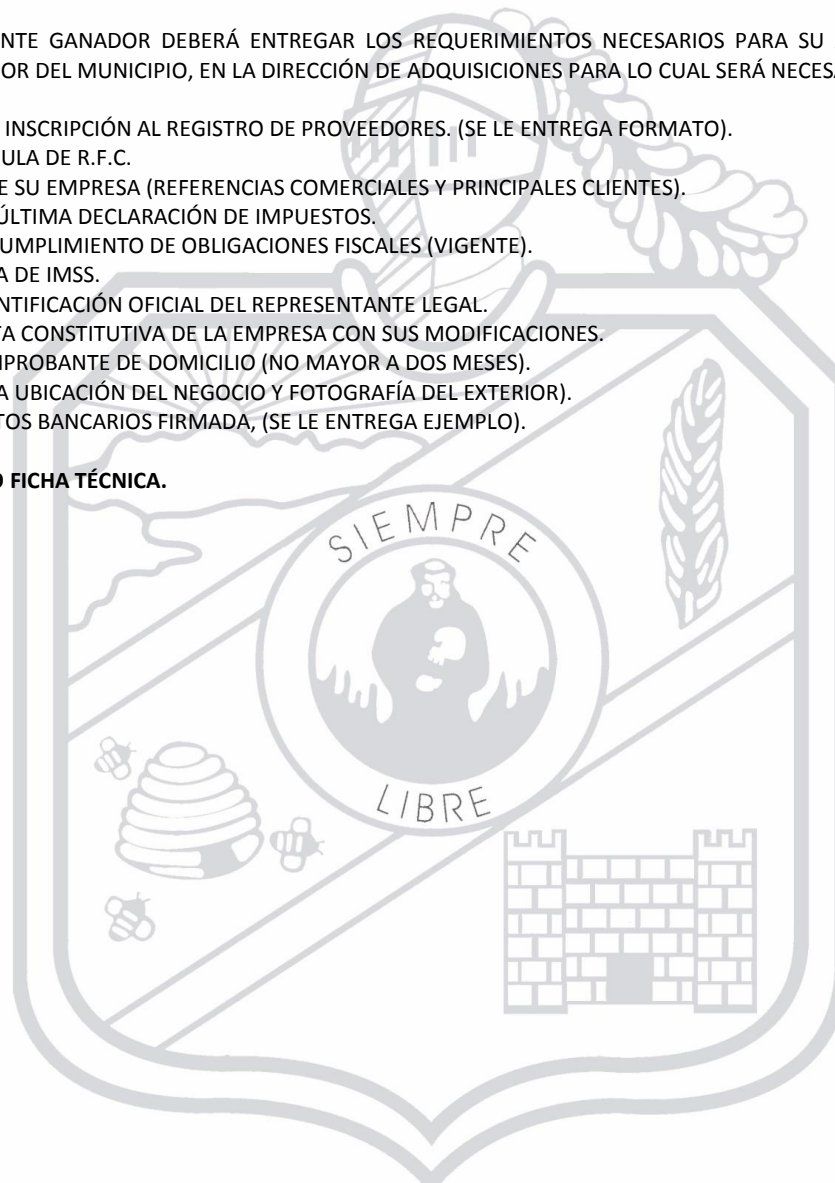 NTE GANADOR DEBERÁ ENTREGAR LOS REQUERIMIENTOS NECESARIOS PARA SU
OR DEL MUNICIPIO, EN LA DIRECCIÓN DE ADQUISICIONES PARA LO CUAL SERÁ NECES
INSCRIPCIÓN AL REGISTRO DE PROVEEDORES. (SE LE ENTREGA FORMATO).
ULA DE R.F.C.
E SU EMPRESA (REFERENCIAS COMERCIALES Y PRINCIPALES CLIENTES).
ÚLTIMA DECLARACIÓN DE IMPUESTOS.
UMPLIMIENTO DE OBLIGACIONES FISCALES (VIGENTE).
A DE IMSS.
NTIFICACIÓN OFICIAL DEL REPRESENTANTE LEGAL.
TA CONSTITUTIVA DE LA EMPRESA CON SUS MODIFICACIONES.
MPROBANTE DE DOMICILIO (NO MAYOR A DOS MESES).
A UBICACIÓN DEL NEGOCIO Y FOTOGRAFÍA DEL EXTERIOR).
TOS BANCARIOS FIRMADA, (SE LE ENTREGA EJEMPLO).
O FICHA TÉCNICA.
SIEMPRE
LIBRE